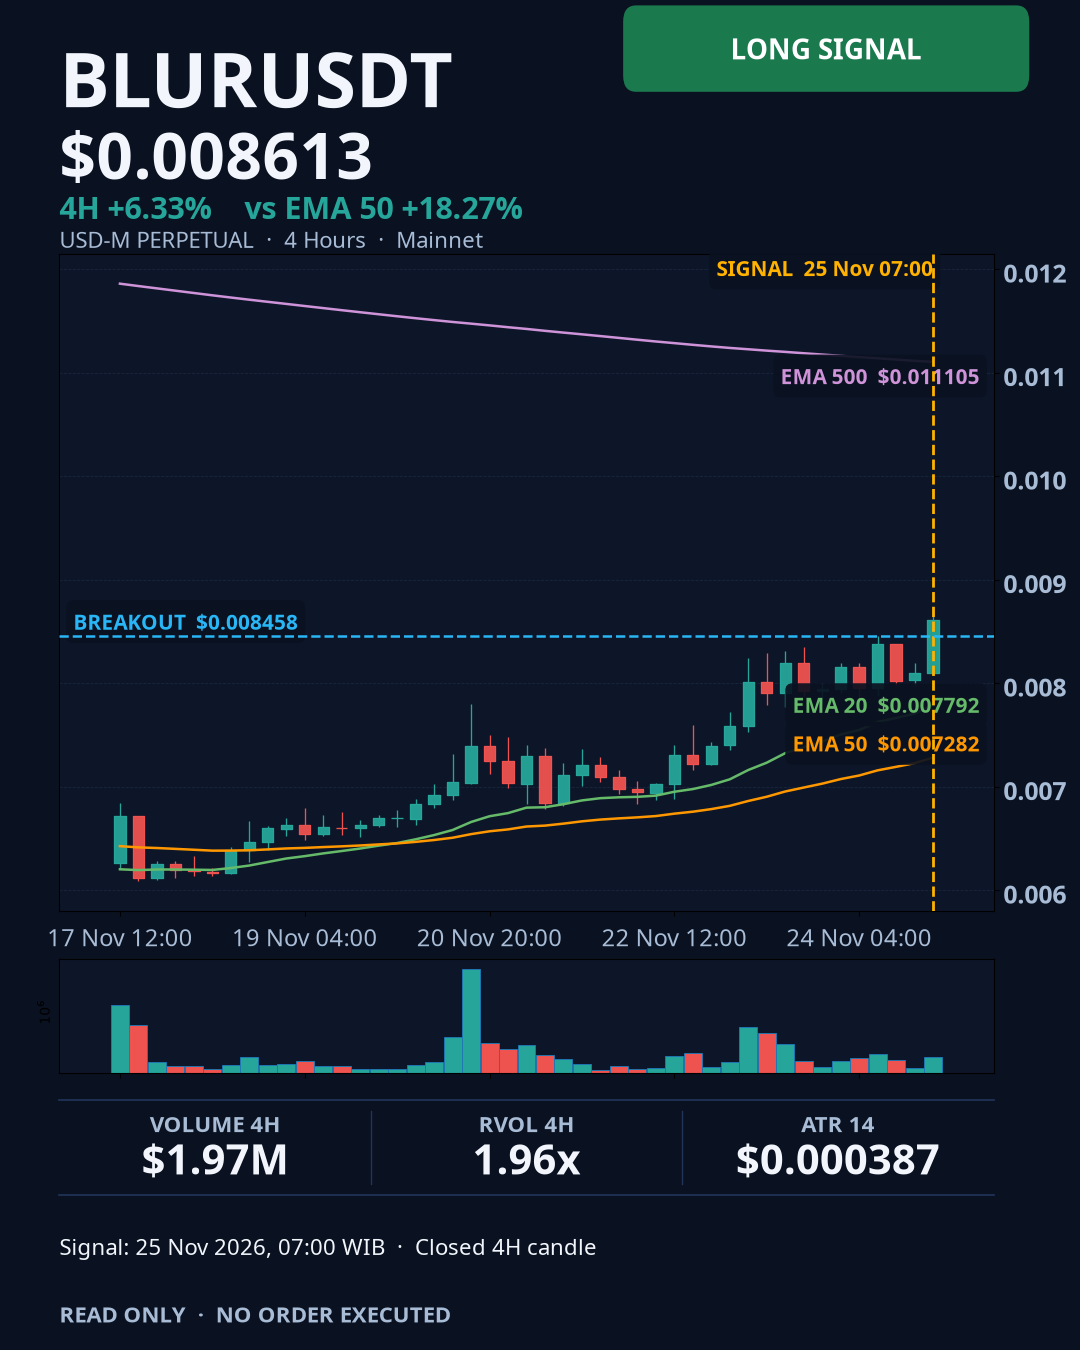 LONG SIGNAL
BLURUSDT
$0.008613
4H +6.33% vs EMA 50 +18.27%
USD-M PERPETUAL · 4 Hours · Mainnet
SIGNAL 25 Nov 07:00
0.012
EMA 500 $0.011105
0.011
0.010
0.009
BREAKOUT $0.008458
0.008
EMA 20 $0.007792
EMA 50 $0.007282
0.007
0.006
17 Nov 12:00 19 Nov 04:00 20 Nov 20:00 22 Nov 12:00 24 Nov 04:00
10⁶
VOLUME 4H RVOL 4H ATR 14
$1.97M 1.96x $0.000387
Signal: 25 Nov 2026, 07:00 WIB · Closed 4H candle
READ ONLY · NO ORDER EXECUTED